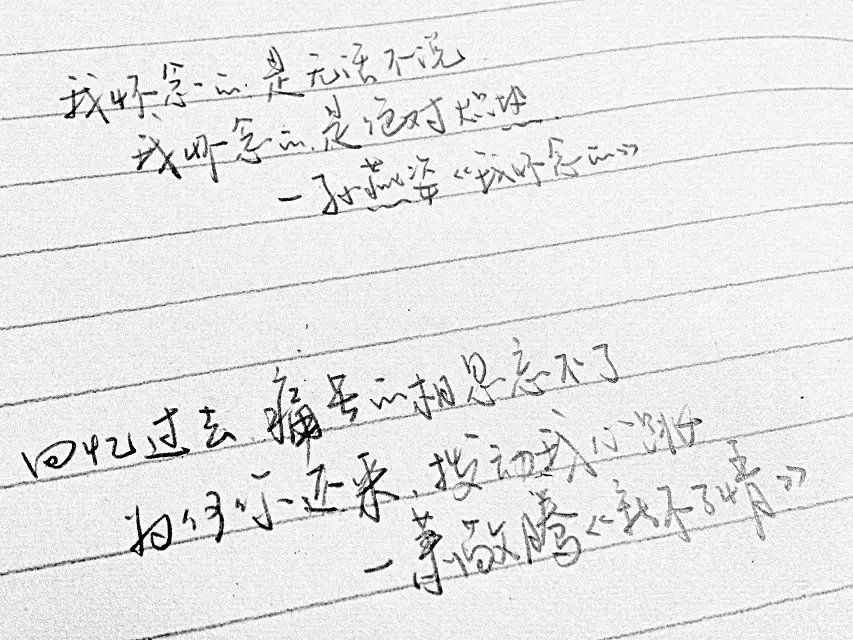 我怀念的是无话不说
我怀念的是绝对炽热
—孙燕姿《我怀念的》
回忆过去,痛苦的相思忘不了
为何你还来,拨动我心跳
—萧敬腾《新不了情》